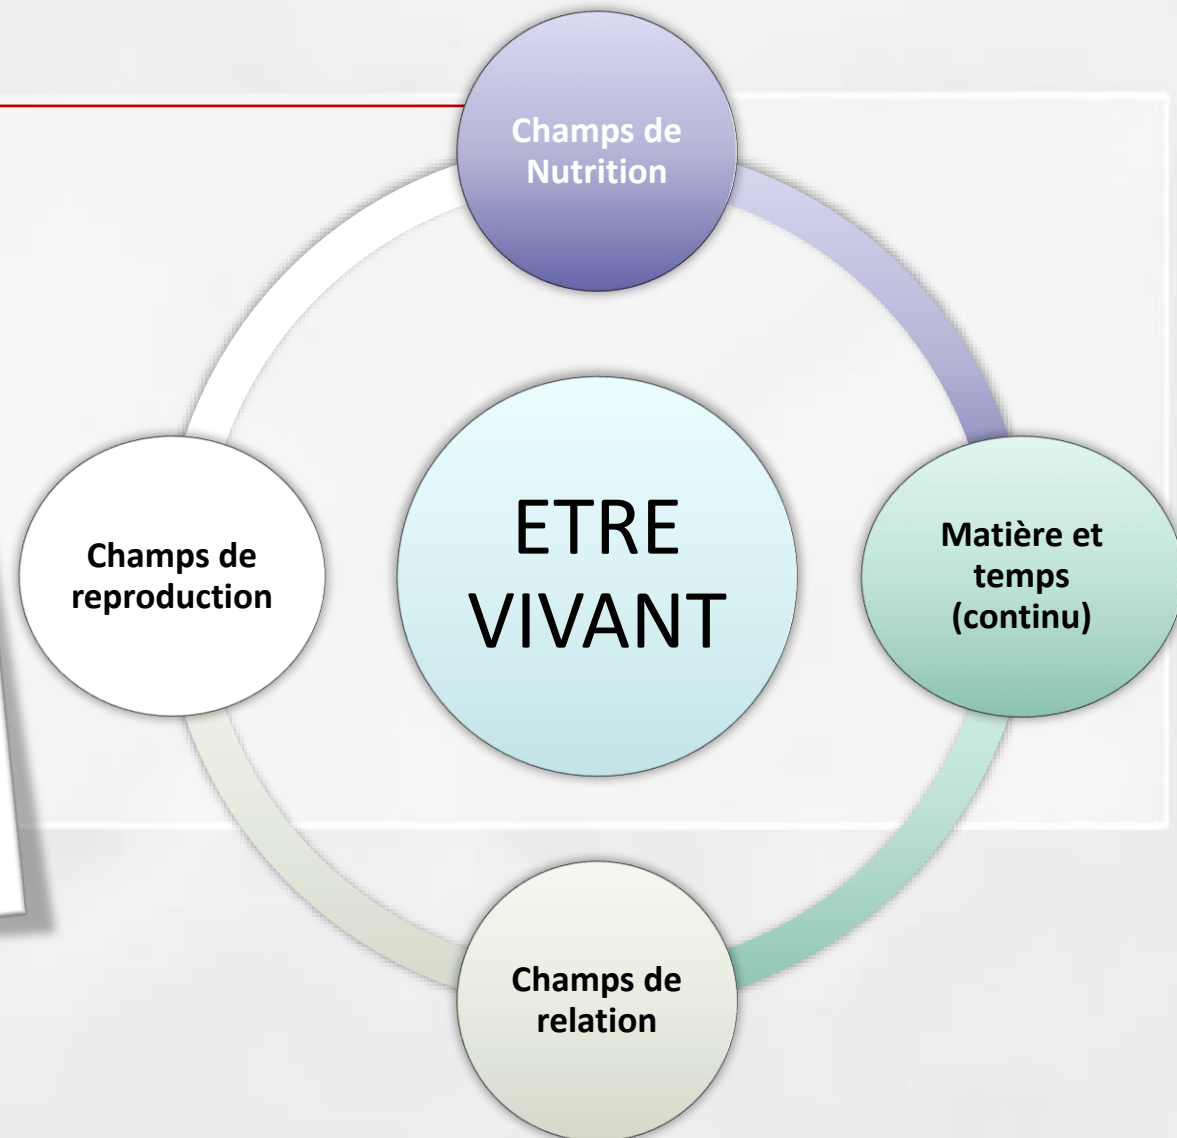 Champs de
Nutrition
ETRE
VIVANT
Matière et
temps
(continu)
Champs de
reproduction
Champs de
relation